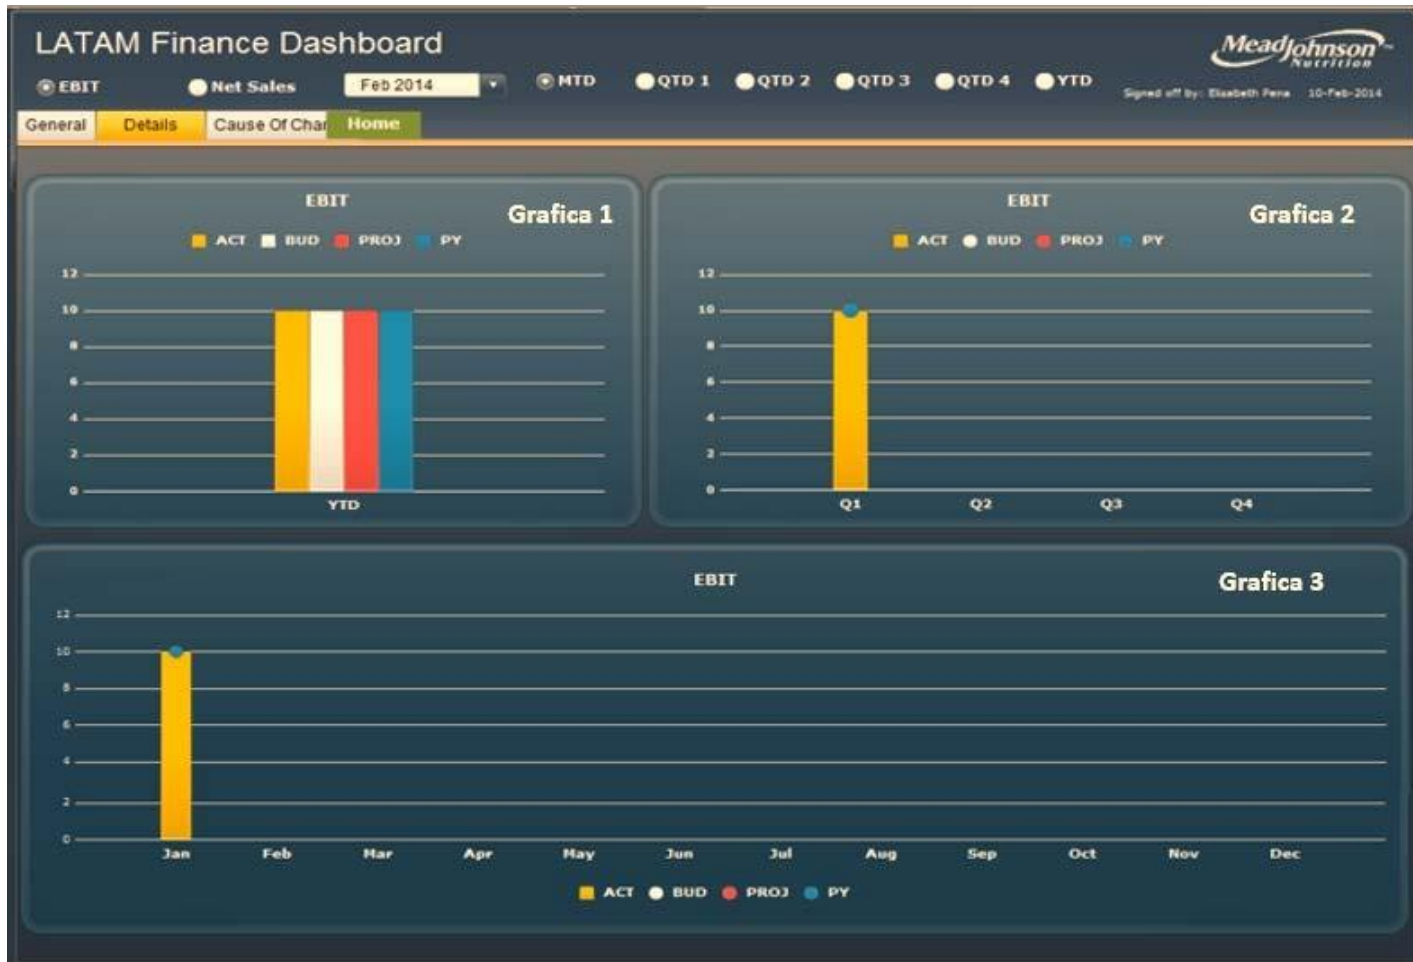 LATAM Finance Dashboard
MeadJohnson™
Nutrition
EBIT Net Sales Feb 2014 MTD QTD 1 QTD 2 QTD 3 QTD 4 YTD
Signed off by: Elisabeth Pena 10-Feb-2014
General Details Cause Of Char Home
EBIT
Grafica 1
ACT BUD PROJ PY
12
10
8
6
4
2
0
YTD
EBIT
Grafica 2
ACT BUD PROJ PY
12
10
8
6
4
2
0
Q1 Q2 Q3 Q4
EBIT
Grafica 3
12
10
8
6
4
2
0
Jan Feb Mar Apr May Jun Jul Aug Sep Oct Nov Dec
ACT BUD PROJ PY